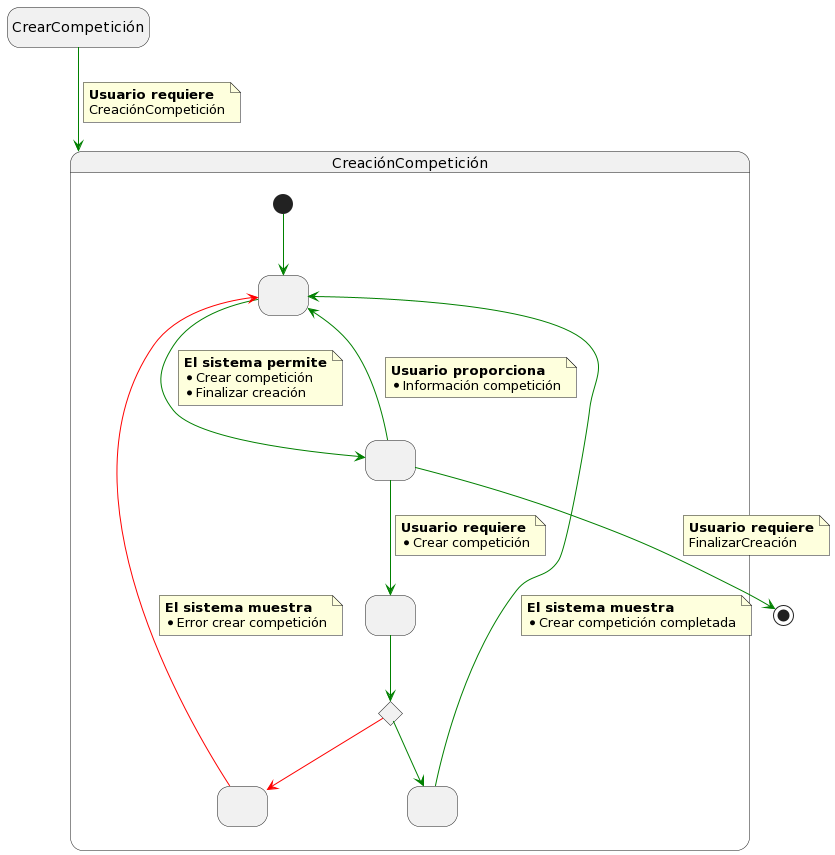 CrearCompetición
Usuario requiere
CreaciónCompetición
CreaciónCompetición
El sistema permite
• Crear competición
• Finalizar creación
Usuario proporciona
• Información competición
Usuario requiere
• Crear competición
Usuario requiere
FinalizarCreación
El sistema muestra
• Error crear competición
El sistema muestra
• Crear competición completada